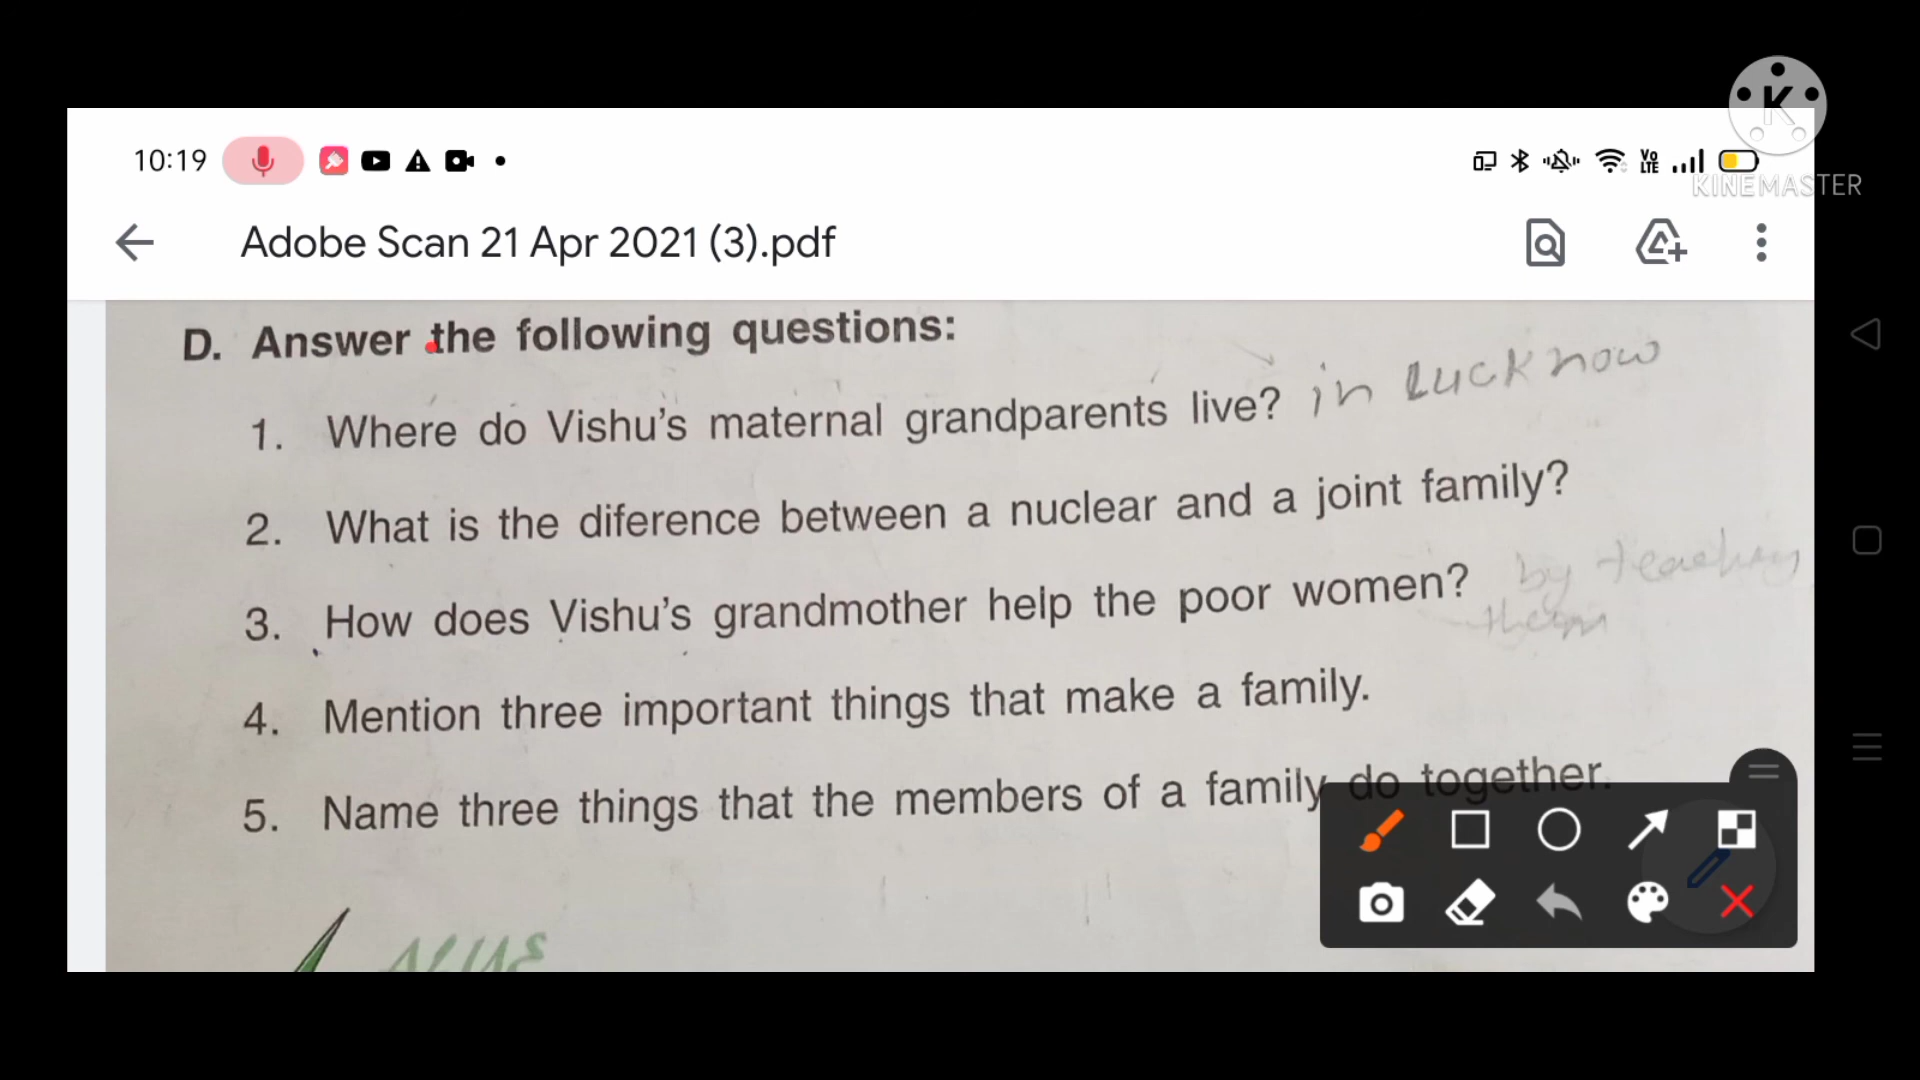 10:19
Vo LTE
KINEMASTER
Adobe Scan 21 Apr 2021 (3).pdf
D. Answer the following questions:
1. Where do Vishu's maternal grandparents live? in Lucknow
2. What is the diference between a nuclear and a joint family?
3. How does Vishu's grandmother help the poor women? by teaching them
4. Mention three important things that make a family.
5. Name three things that the members of a family do together.